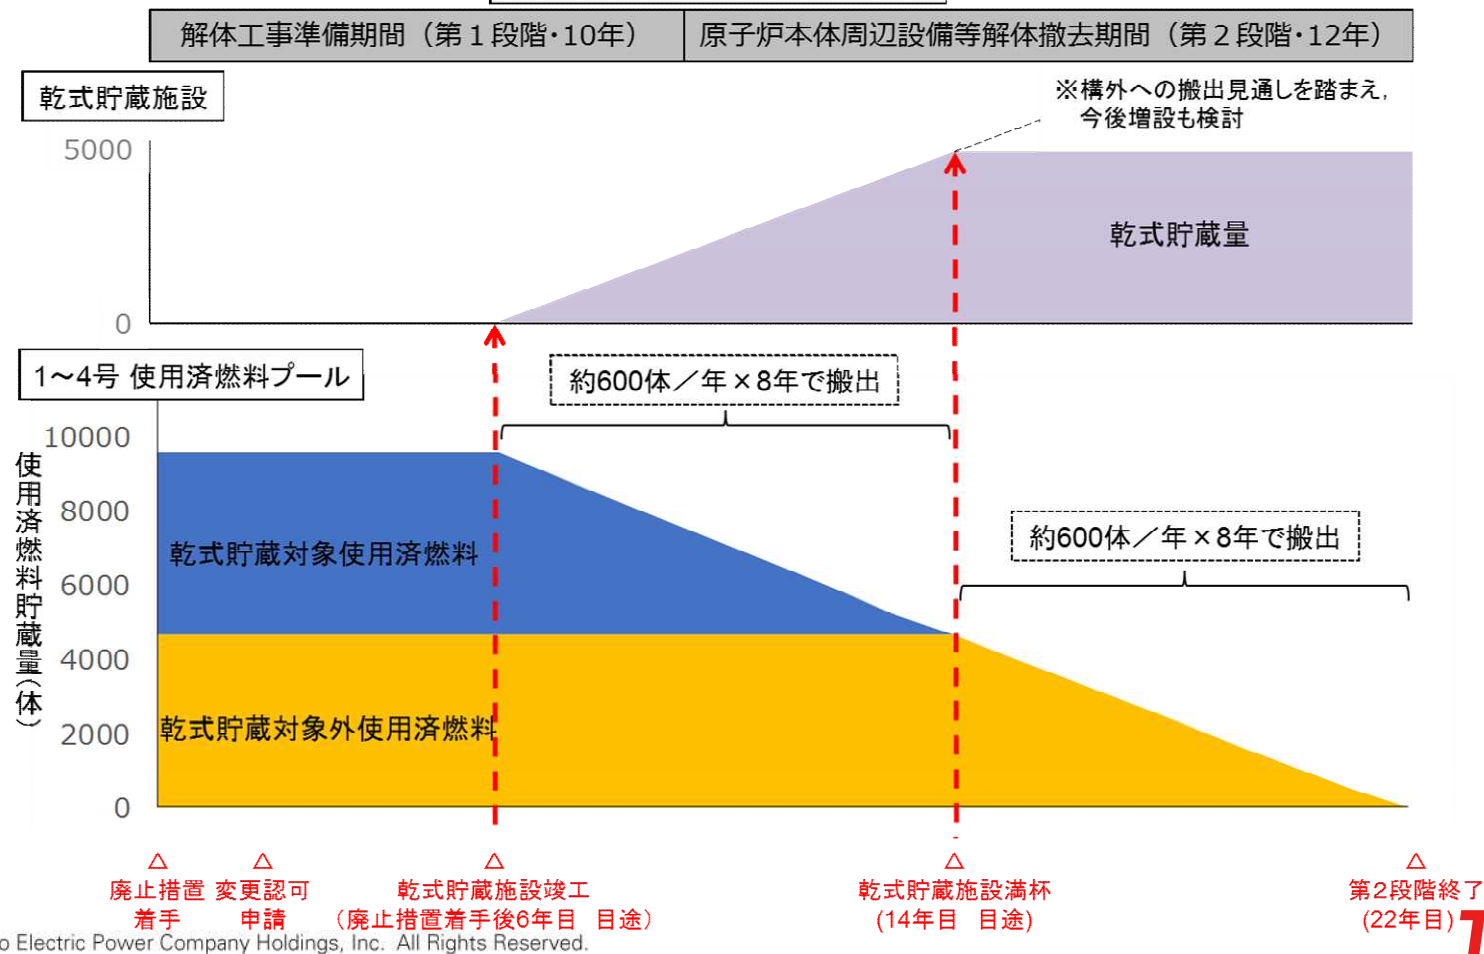 解体工事準備期間（第１段階・10年）
原子炉本体周辺設備等解体撤去期間（第２段階・12年）
乾式貯蔵施設
※構外への搬出見通しを踏まえ，
今後増設も検討
5000
乾式貯蔵量
0
1～4号 使用済燃料プール
約600体／年×8年で搬出
10000
使用済燃料貯蔵量（体）
8000
約600体／年×8年で搬出
乾式貯蔵対象使用済燃料
6000
4000
乾式貯蔵対象外使用済燃料
2000
0
△
△
△
△
△
廃止措置
着手
変更認可
申請
乾式貯蔵施設竣工
（廃止措置着手後6年目 目途）
乾式貯蔵施設満杯
(14年目 目途)
第２段階終了
(22年目)
o Electric Power Company Holdings, Inc. All Rights Reserved.